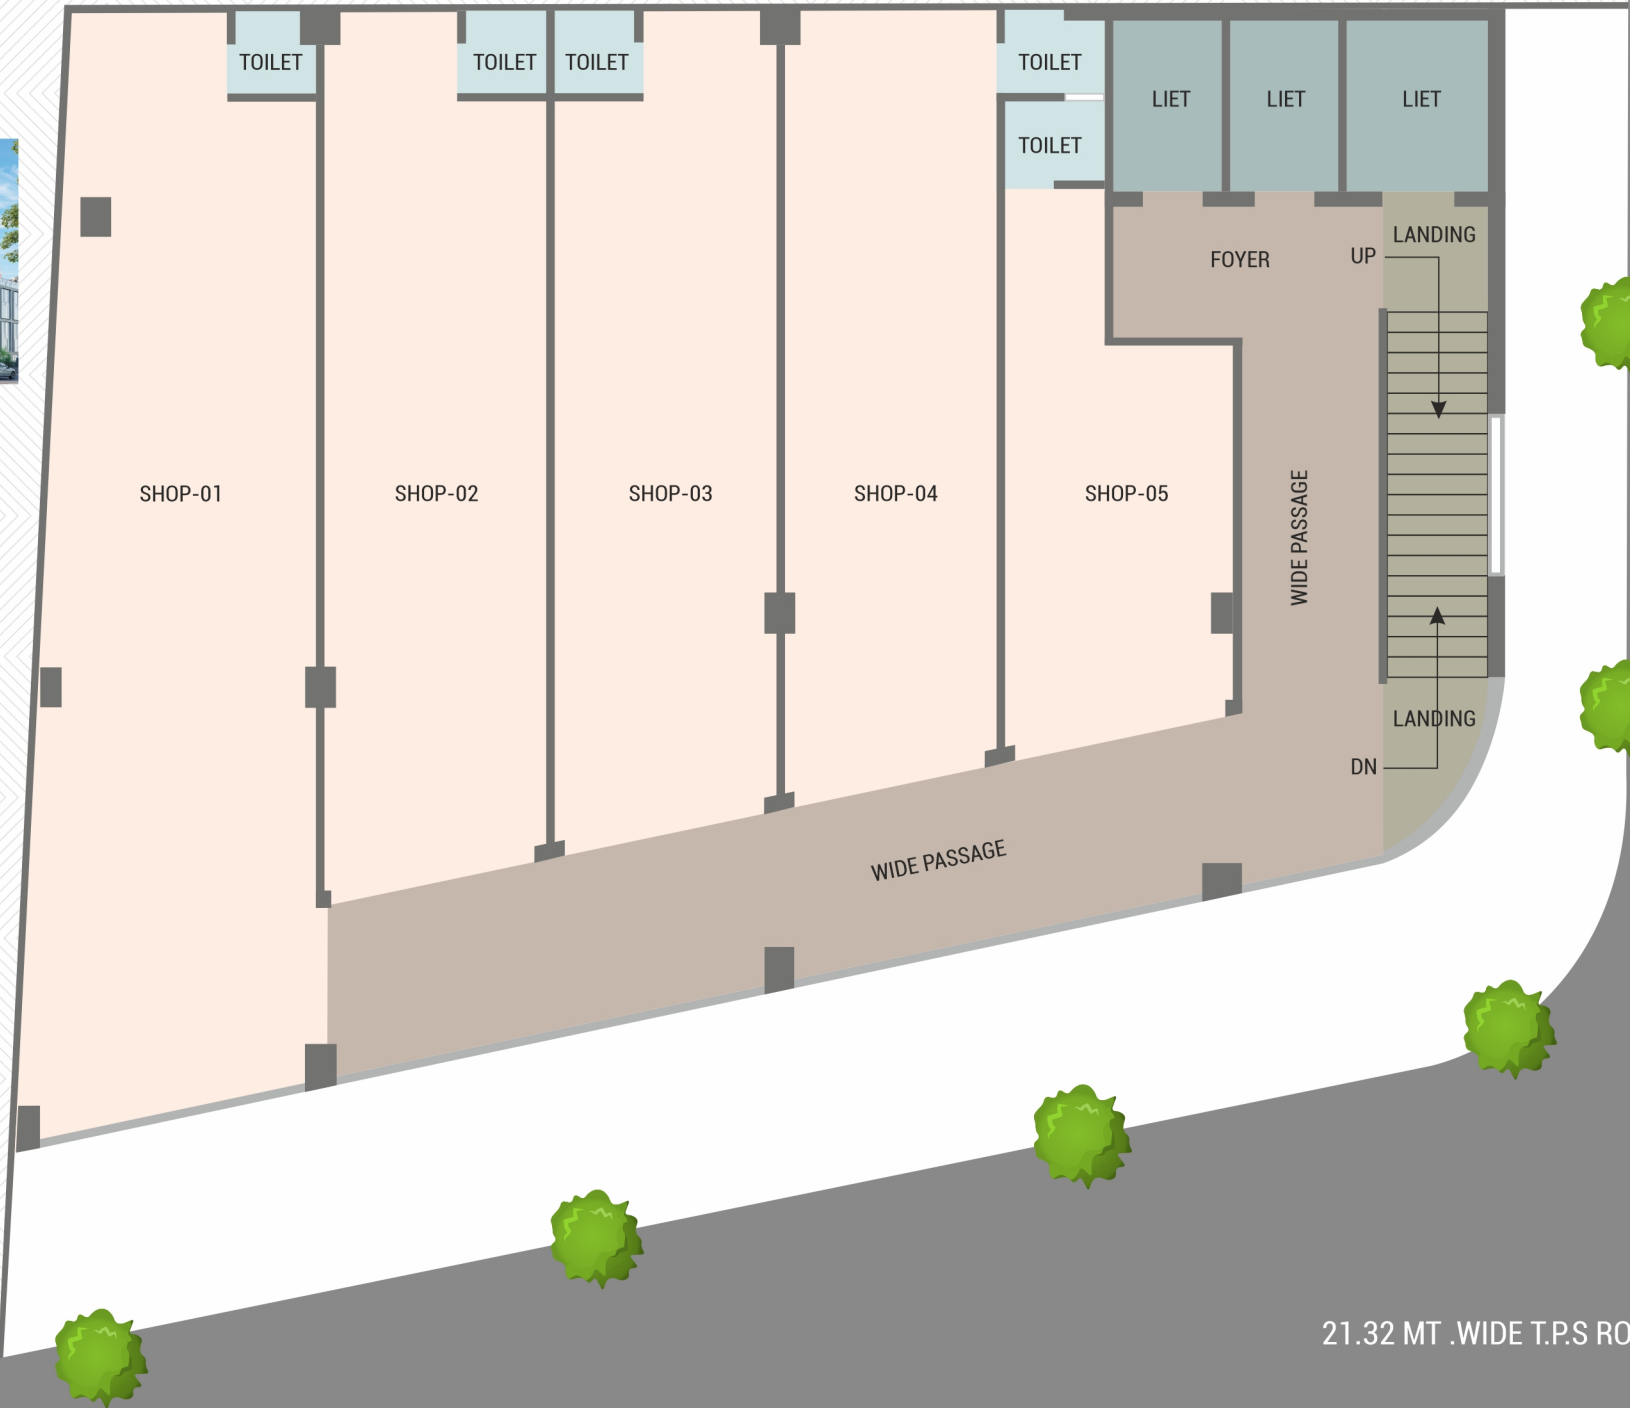 TOILET
TOILET
TOILET
TOILET
TOILET
LIET
LIET
LIET
LANDING
UP
FOYER
SHOP-01
SHOP-02
SHOP-03
SHOP-04
SHOP-05
WIDE PASSAGE
LANDING
DN
WIDE PASSAGE
21.32 MT .WIDE T.P.S RO